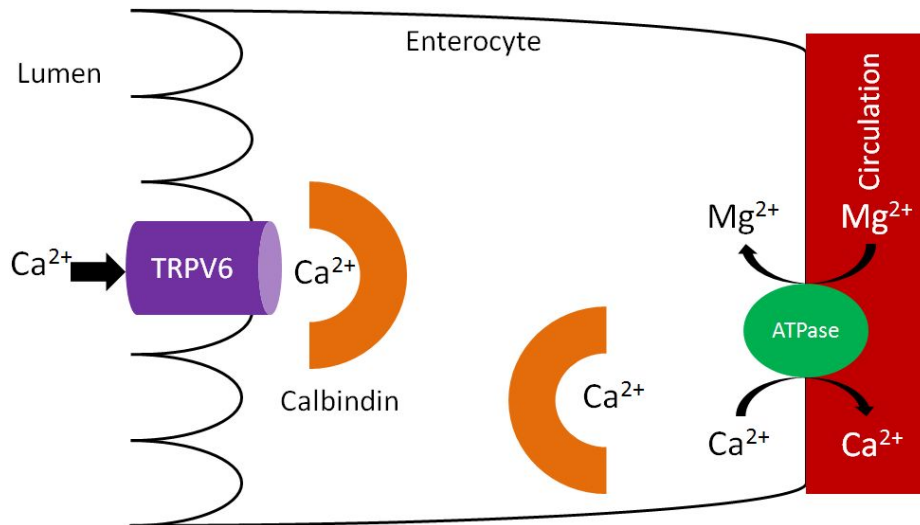 Enterocyte
Lumen
Circulation
Ca²⁺
TRPV6
Ca²⁺
Mg²⁺
Mg²⁺
ATPase
Calbindin
Ca²⁺
Ca²⁺
Ca²⁺